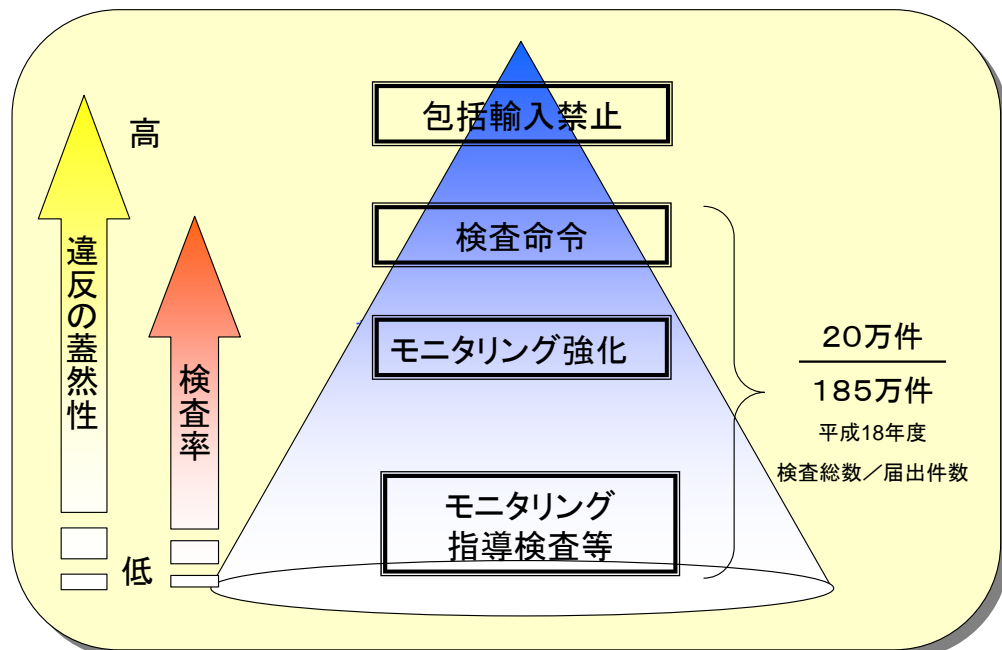 包括輸入禁止
高
検査命令
違反の蓋然性
モニタリング強化
検査率
20万件
185万件
平成18年度
検査総数／届出件数
モニタリング
指導検査等
低